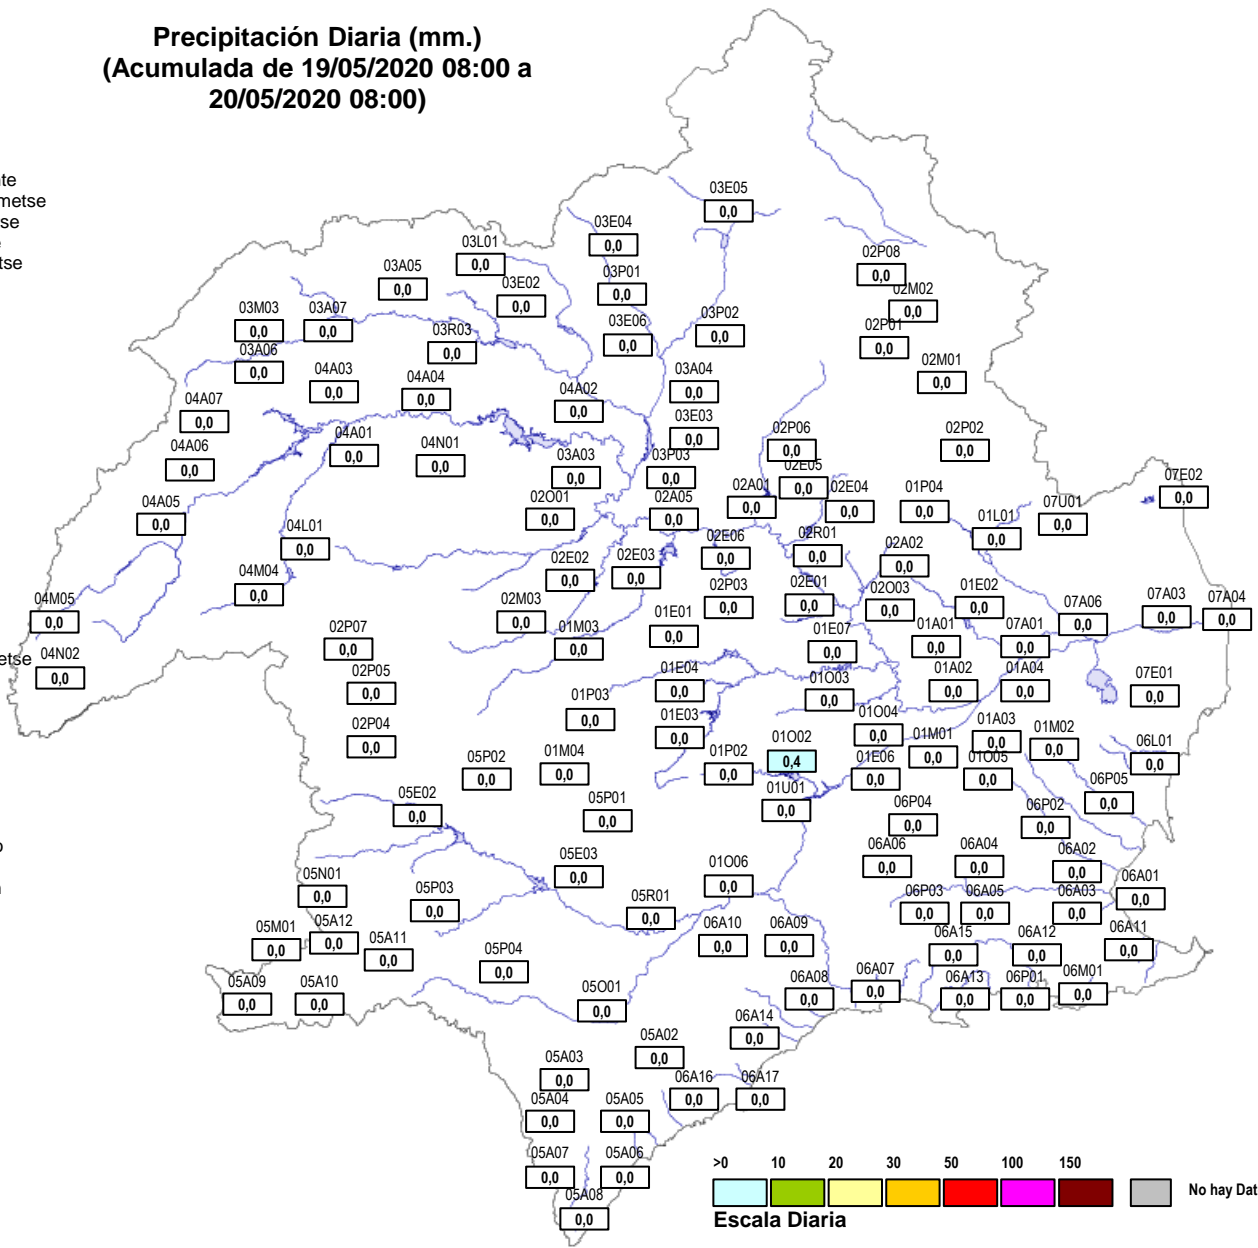 Precipitación Diaria (mm.)
(Acumulada de 19/05/2020 08:00 a
20/05/2020 08:00)
te
metse
se
tse
03E05
0,0
03E04
0,0
03L01
0,0
02P08
0,0
03A05
0,0
03P01
0,0
03E02
0,0
02M02
0,0
03M03
0,0
03A07
0,0
03P02
0,0
03E06
0,0
03R03
0,0
02P01
0,0
03A06
0,0
02M01
0,0
04A03
0,0
04A04
0,0
03A04
0,0
04A02
0,0
04A07
0,0
03E03
0,0
02P06
0,0
02P02
0,0
04A01
0,0
04N01
0,0
04A06
0,0
03A03
0,0
03P03
0,0
02E05
0,0
07E02
0,0
02A01
0,0
02E04
0,0
01P04
0,0
04A05
0,0
02O01
0,0
02A05
0,0
07U01
0,0
01L01
0,0
04L01
0,0
02E06
0,0
02R01
0,0
02A02
0,0
02E02
0,0
02E03
0,0
04M04
0,0
02P03
0,0
02E01
0,0
02O03
0,0
01E02
0,0
04M05
0,0
02M03
0,0
07A06
0,0
07A03
0,0
07A04
0,0
01E01
0,0
01M03
0,0
02P07
0,0
01E07
0,0
01A01
0,0
07A01
0,0
etse
04N02
0,0
02P05
0,0
01E04
0,0
01O03
0,0
01A02
0,0
01A04
0,0
07E01
0,0
01P03
0,0
01E03
0,0
01O04
0,0
02P04
0,0
01O02
0,4
01M01
0,0
01A03
0,0
01M02
0,0
06L01
0,0
05P02
0,0
01M04
0,0
01P02
0,0
01E06
0,0
01O05
0,0
05E02
0,0
05P01
0,0
01U01
0,0
06P04
0,0
06P02
0,0
06P05
0,0
05E03
0,0
06A06
0,0
06A04
0,0
06A02
0,0
05N01
0,0
05P03
0,0
01O06
0,0
05R01
0,0
06P03
0,0
06A05
0,0
06A03
0,0
06A01
0,0
05M01
0,0
05A12
0,0
05A11
0,0
05P04
0,0
06A10
0,0
06A09
0,0
06A15
0,0
06A12
0,0
06A11
0,0
05A09
0,0
05A10
0,0
05O01
0,0
06A08
0,0
06A07
0,0
06A13
0,0
06P01
0,0
06M01
0,0
06A14
0,0
05A02
0,0
05A03
0,0
06A16
0,0
06A17
0,0
05A04
0,0
05A05
0,0
05A07
0,0
05A06
0,0
05A08
0,0
>0 10 20 30 50 100 150
No hay Dat
Escala Diaria